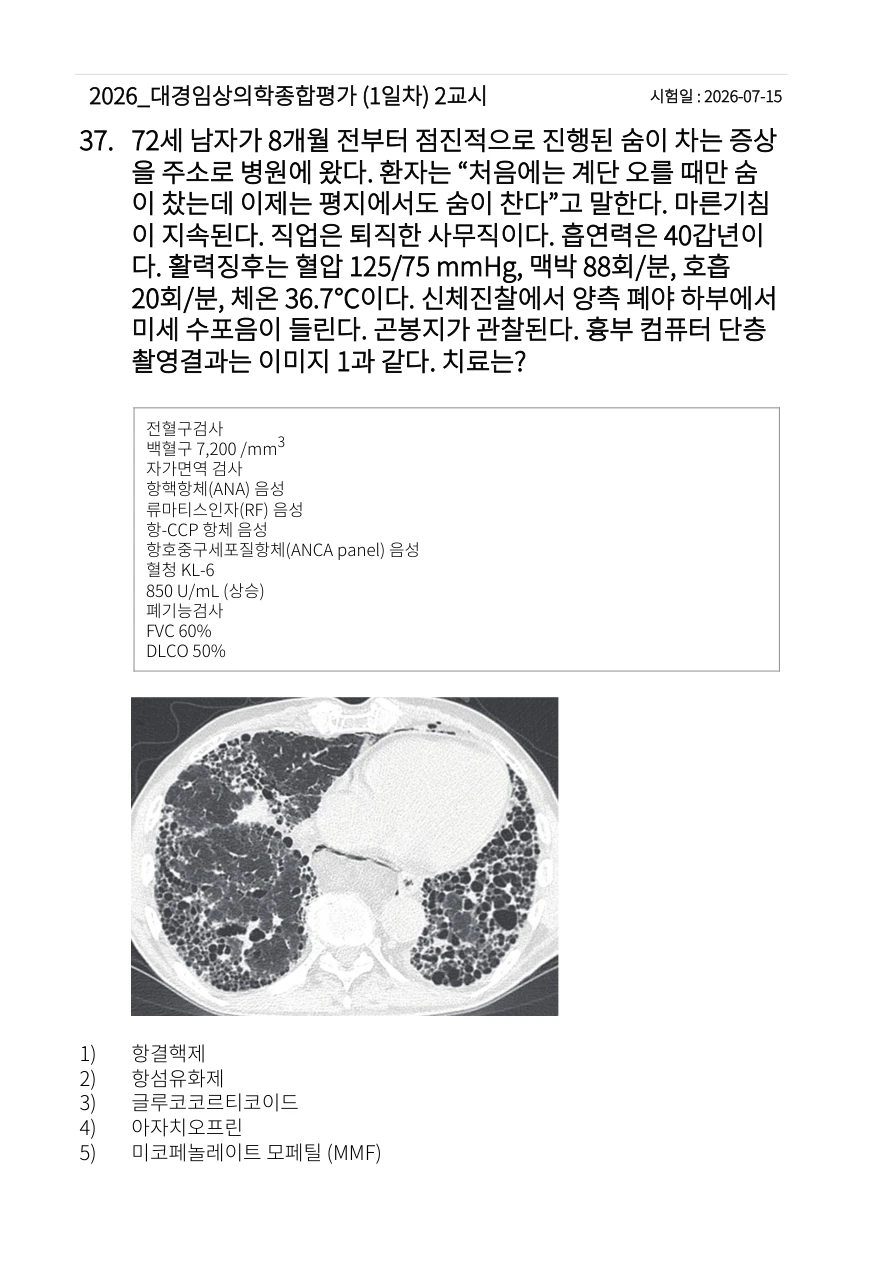 2026_대경임상의학종합평가 (1일차) 2교시
시험일 : 2026-07-15
37. 72세 남자가 8개월 전부터 점진적으로 진행된 숨이 차는 증상
을 주소로 병원에 왔다. 환자는 “처음에는 계단 오를 때만 숨
이 찼는데 이제는 평지에서도 숨이 찬다”고 말한다. 마른기침
이 지속된다. 직업은 퇴직한 사무직이다. 흡연력은 40갑년이
다. 활력징후는 혈압 125/75 mmHg, 맥박 88회/분, 호흡
20회/분, 체온 36.7°C이다. 신체진찰에서 양측 폐야 하부에서
미세 수포음이 들린다. 곤봉지가 관찰된다. 흉부 컴퓨터 단층
촬영결과는 이미지 1과 같다. 치료는?
전혈구검사
백혈구 7,200 /mm3
자가면역 검사
항핵항체(ANA) 음성
류마티스인자(RF) 음성
항-CCP 항체 음성
항호중구세포질항체(ANCA panel) 음성
혈청 KL-6
850 U/mL (상승)
폐기능검사
FVC 60%
DLCO 50%
1) 항결핵제
2) 항섬유화제
3) 글루코코르티코이드
4) 아자치오프린
5) 미코페놀레이트 모페틸 (MMF)